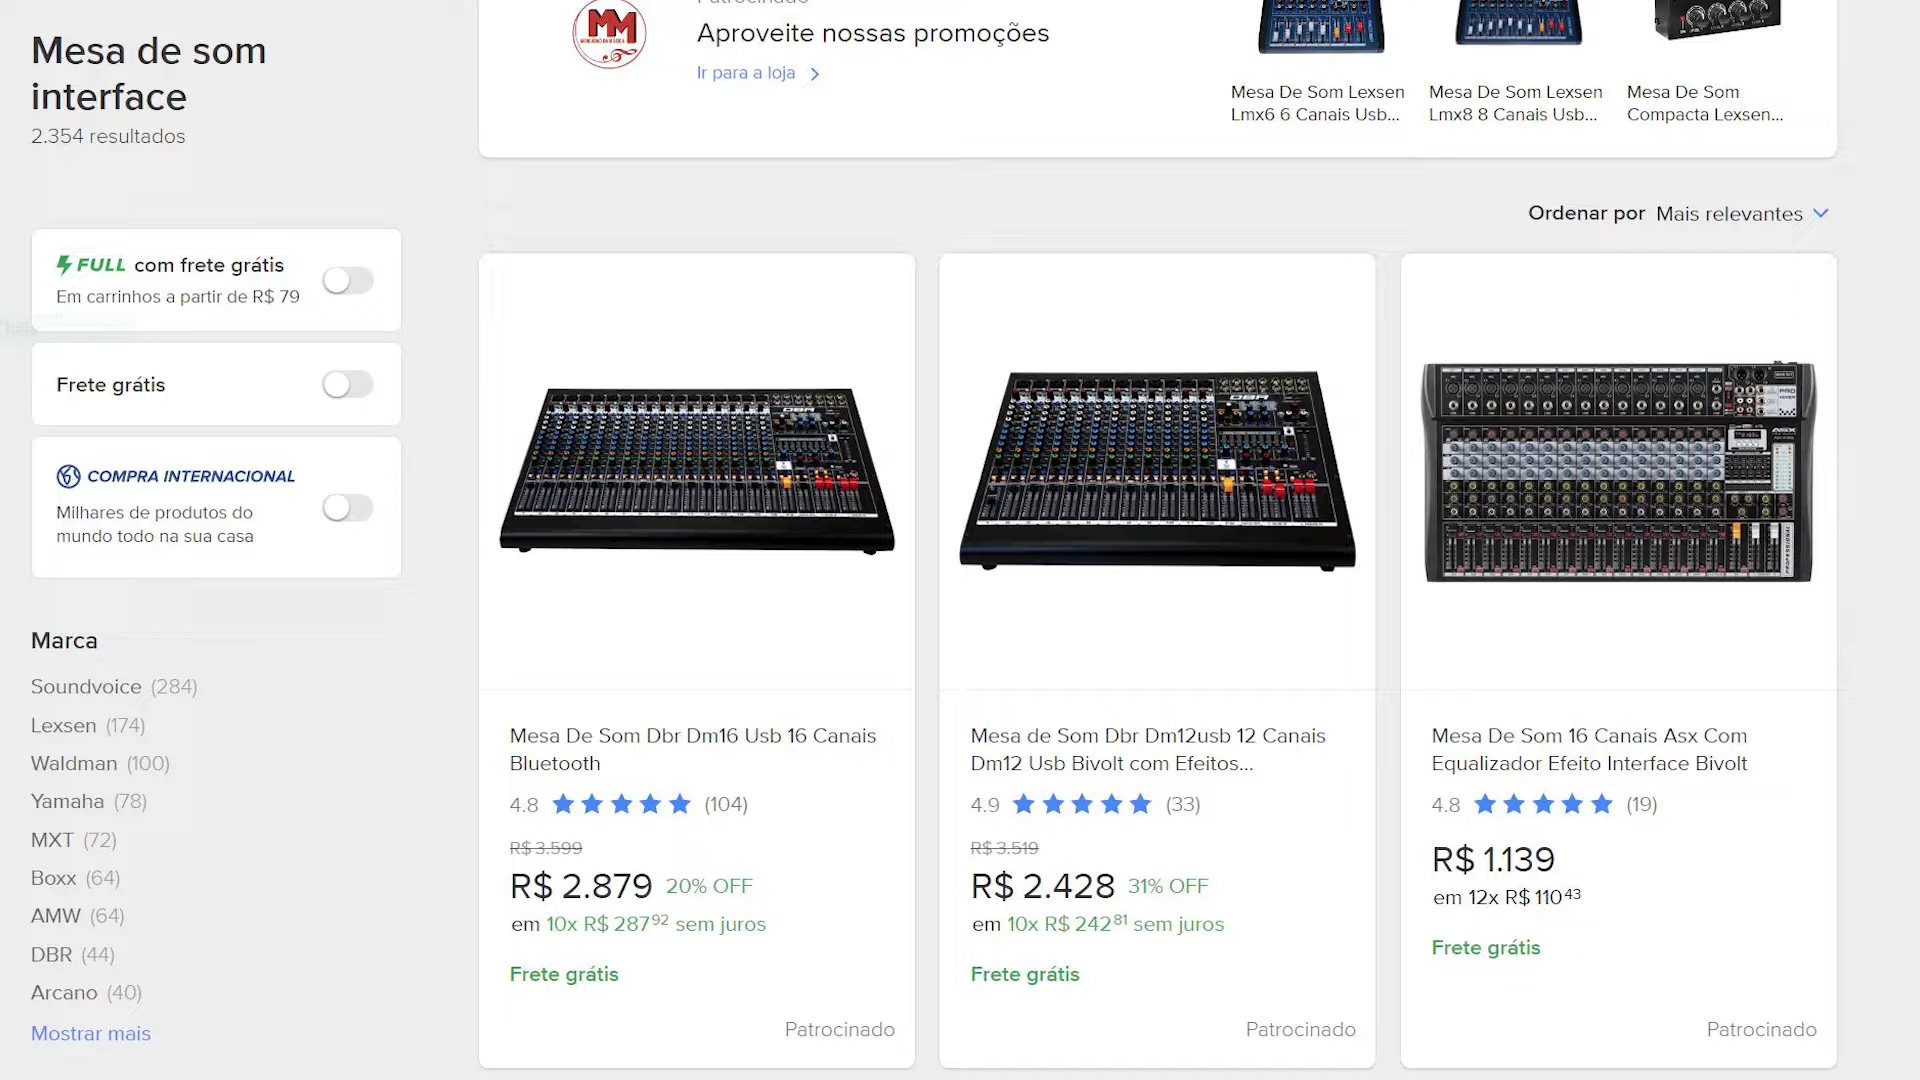 Mesa de som
interface
2.354 resultados
Patrocinado
Aproveite nossas promoções
Ir para a loja
Mesa De Som Lexsen
Lmx6 6 Canais Usb...
Mesa De Som Lexsen
Lmx8 8 Canais Usb...
Mesa De Som
Compacta Lexsen...
Ordenar por Mais relevantes
FULL com frete grátis
Em carrinhos a partir de R$ 79
Frete grátis
COMPRA INTERNACIONAL
Milhares de produtos do
mundo todo na sua casa
Marca
Soundvoice (284)
Lexsen (174)
Waldman (100)
Yamaha (78)
MXT (72)
Boxx (64)
AMW (64)
DBR (44)
Arcano (40)
Mostrar mais
Mesa De Som Dbr Dm16 Usb 16 Canais
Bluetooth
4.8 (104)
R$ 3.599
R$ 2.879 20% OFF
em 10x R$ 287 92 sem juros
Frete grátis
Patrocinado
Mesa de Som Dbr Dm12usb 12 Canais
Dm12 Usb Bivolt com Efeitos...
4.9 (33)
R$ 3.519
R$ 2.428 31% OFF
em 10x R$ 242 81 sem juros
Frete grátis
Patrocinado
Mesa De Som 16 Canais Asx Com
Equalizador Efeito Interface Bivolt
4.8 (19)
R$ 1.139
em 12x R$ 110 43
Frete grátis
Patrocinado